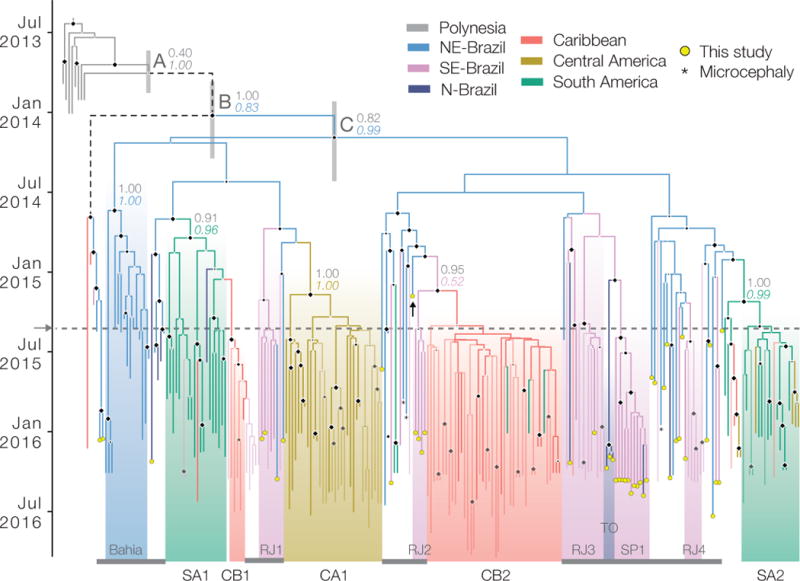 Jul
2013
Jan
2014
Jul
2014
Jan
2015
Jul
2015
Jan
2016
Jul
2016
Polynesia
NE-Brazil
SE-Brazil
N-Brazil
Caribbean
Central America
South America
This study
* Microcephaly
A 0.40
1.00
B 1.00
0.83
C 0.82
0.99
1.00
1.00
0.91
0.96
1.00
1.00
0.95
0.52
1.00
0.99
Bahia
RJ1
RJ2
RJ3
TO
SP1
RJ4
SA1
CB1
CA1
CB2
SA2